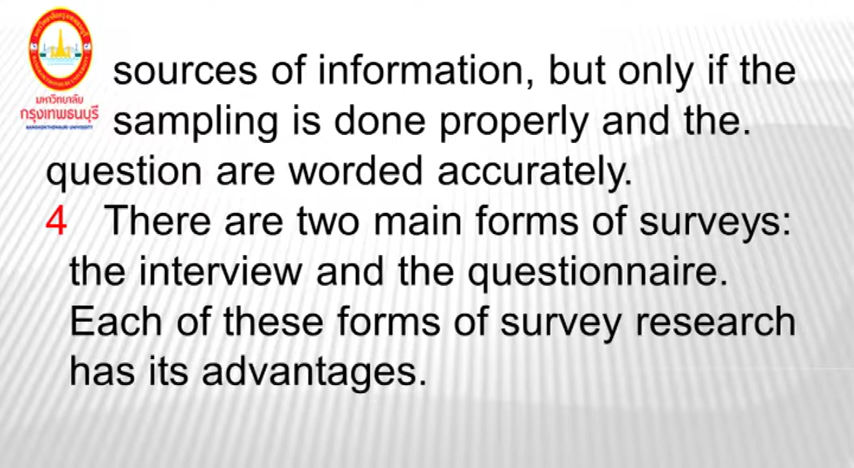 มหาวิทยาลัย
กรุงเทพธนบุรี
BANGKOKTHONBURI UNIVERSITY
sources of information, but only if the
sampling is done properly and the.
question are worded accurately.
4 There are two main forms of surveys:
the interview and the questionnaire.
Each of these forms of survey research
has its advantages.